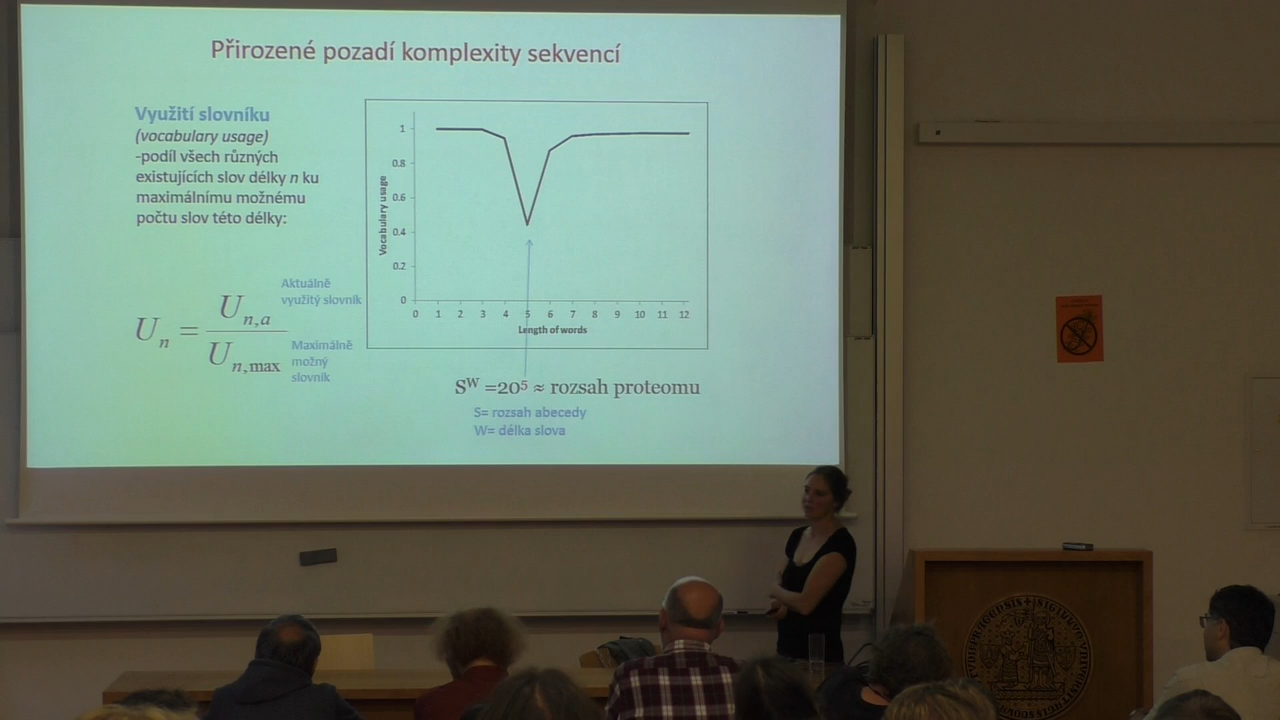 Přirozené pozadí komplexity sekvencí
Využití slovníku
(vocabulary usage)
-podíl všech různých
existujících slov délky n ku
maximálnímu možnému
počtu slov této délky:
U n = U n,a / U n,max
Aktuálně
využitý slovník
Maximálně
možný
slovník
Vocabulary usage
1
0.8
0.6
0.4
0.2
0
0 1 2 3 4 5 6 7 8 9 10 11 12
Length of words
S^W =20^5 ≈ rozsah proteomu
S= rozsah abecedy
W= délka slova